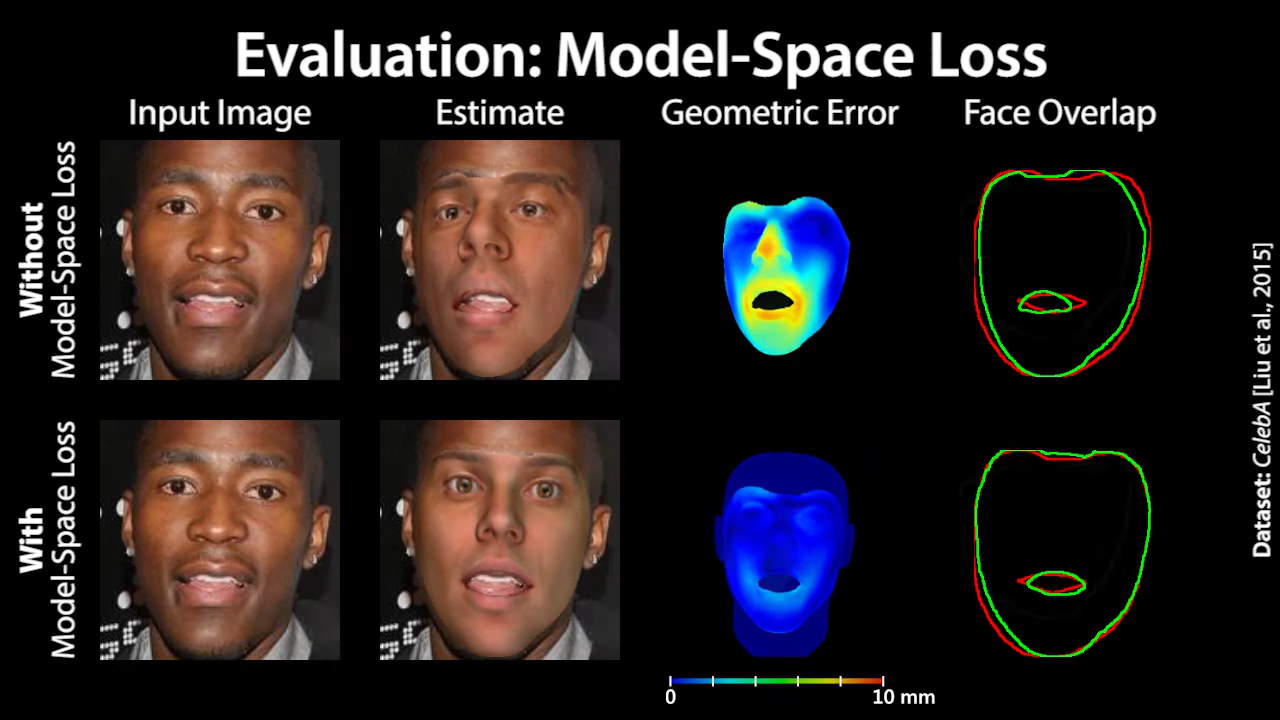 Evaluation: Model-Space Loss
Input Image
Estimate
Geometric Error
Face Overlap
Without
Model-Space Loss
With
Model-Space Loss
0
10 mm
Dataset: CelebA [Liu et al., 2015]